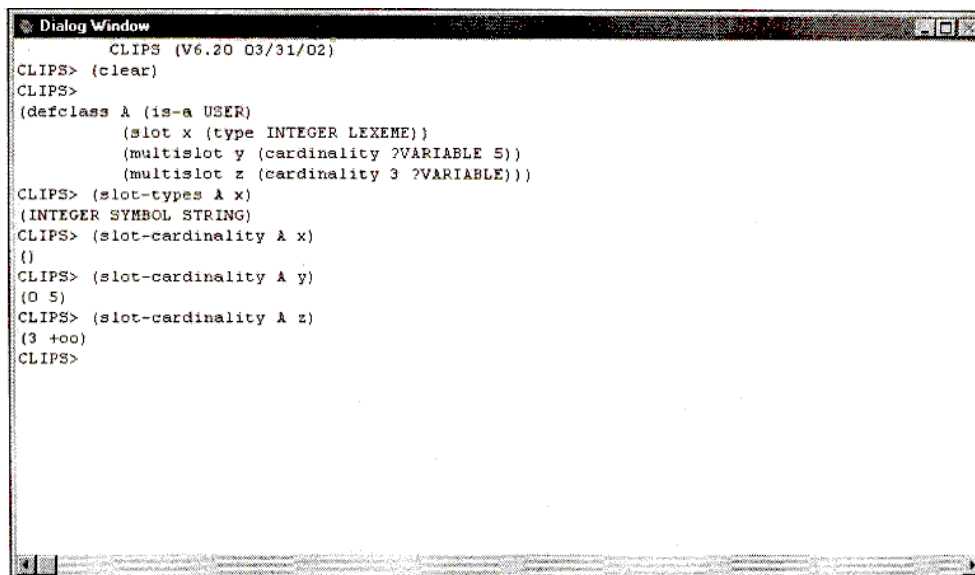 Dialog Window
CLIPS (V6.20 03/31/02)
CLIPS> (clear)
CLIPS>
(defclass A (is-a USER)
(slot x (type INTEGER LEXEME))
(multislot y (cardinality ?VARIABLE 5))
(multislot z (cardinality 3 ?VARIABLE)))
CLIPS> (slot-types A x)
(INTEGER SYMBOL STRING)
CLIPS> (slot-cardinality A x)
()
CLIPS> (slot-cardinality A y)
(0 5)
CLIPS> (slot-cardinality A z)
(3 +oo)
CLIPS>